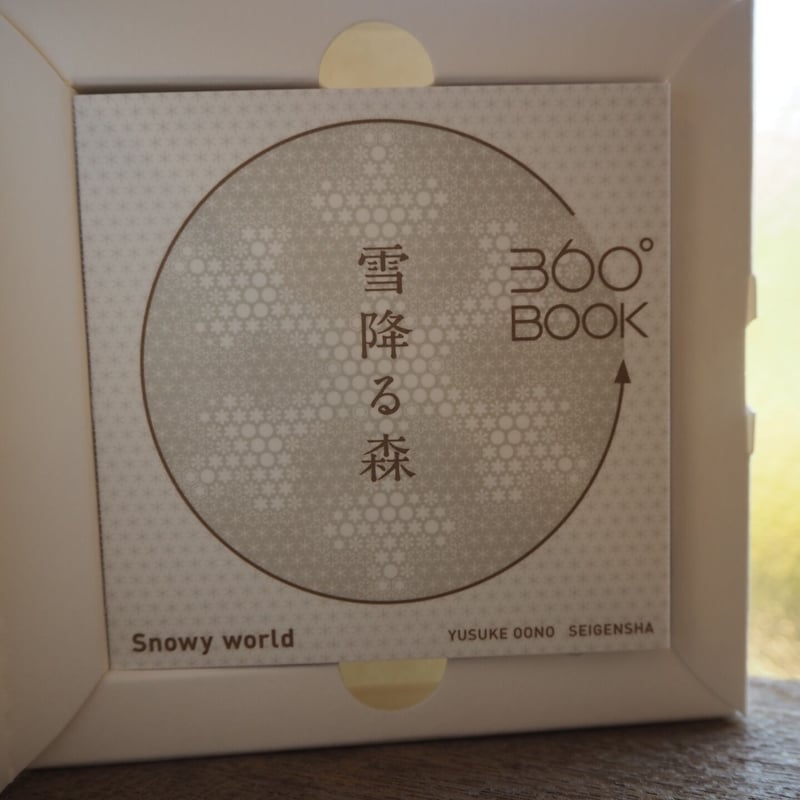 雪降る森
360°
BOOK
Snowy world
YUSUKE OONO SEIGENSHA